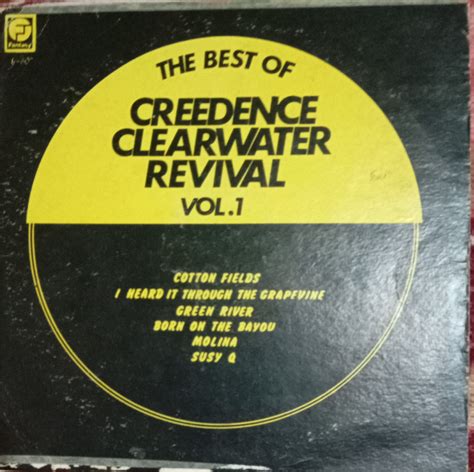 Fantasy
THE BEST OF
CREEDENCE
CLEARWATER
REVIVAL
VOL.1
COTTON FIELDS
I HEARD IT THROUGH THE GRAPEVINE
GREEN RIVER
BORN ON THE BAYOU
MOLINA
SUSY Q